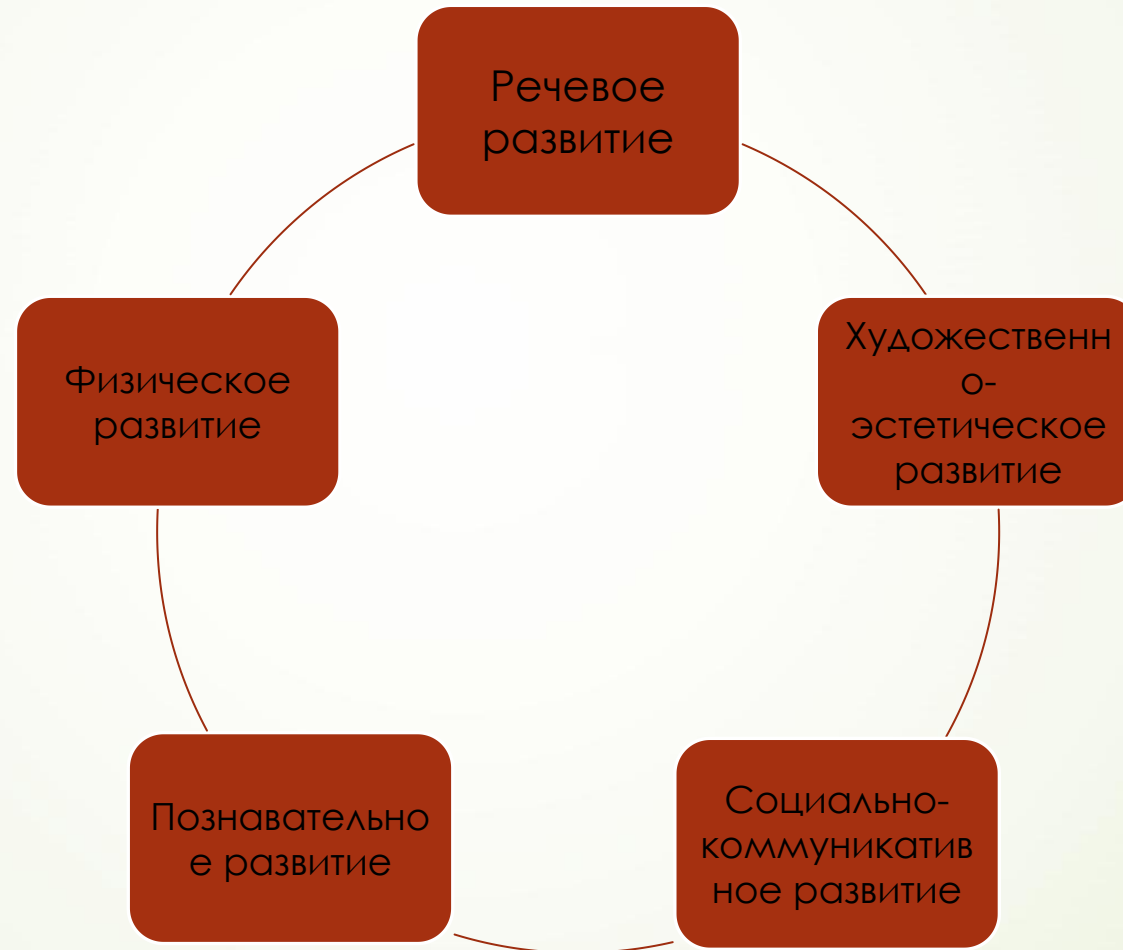 Речевое
развитие
Художественн
о-
эстетическое
развитие
Социально-
коммуникатив
ное развитие
Познавательно
е развитие
Физическое
развитие